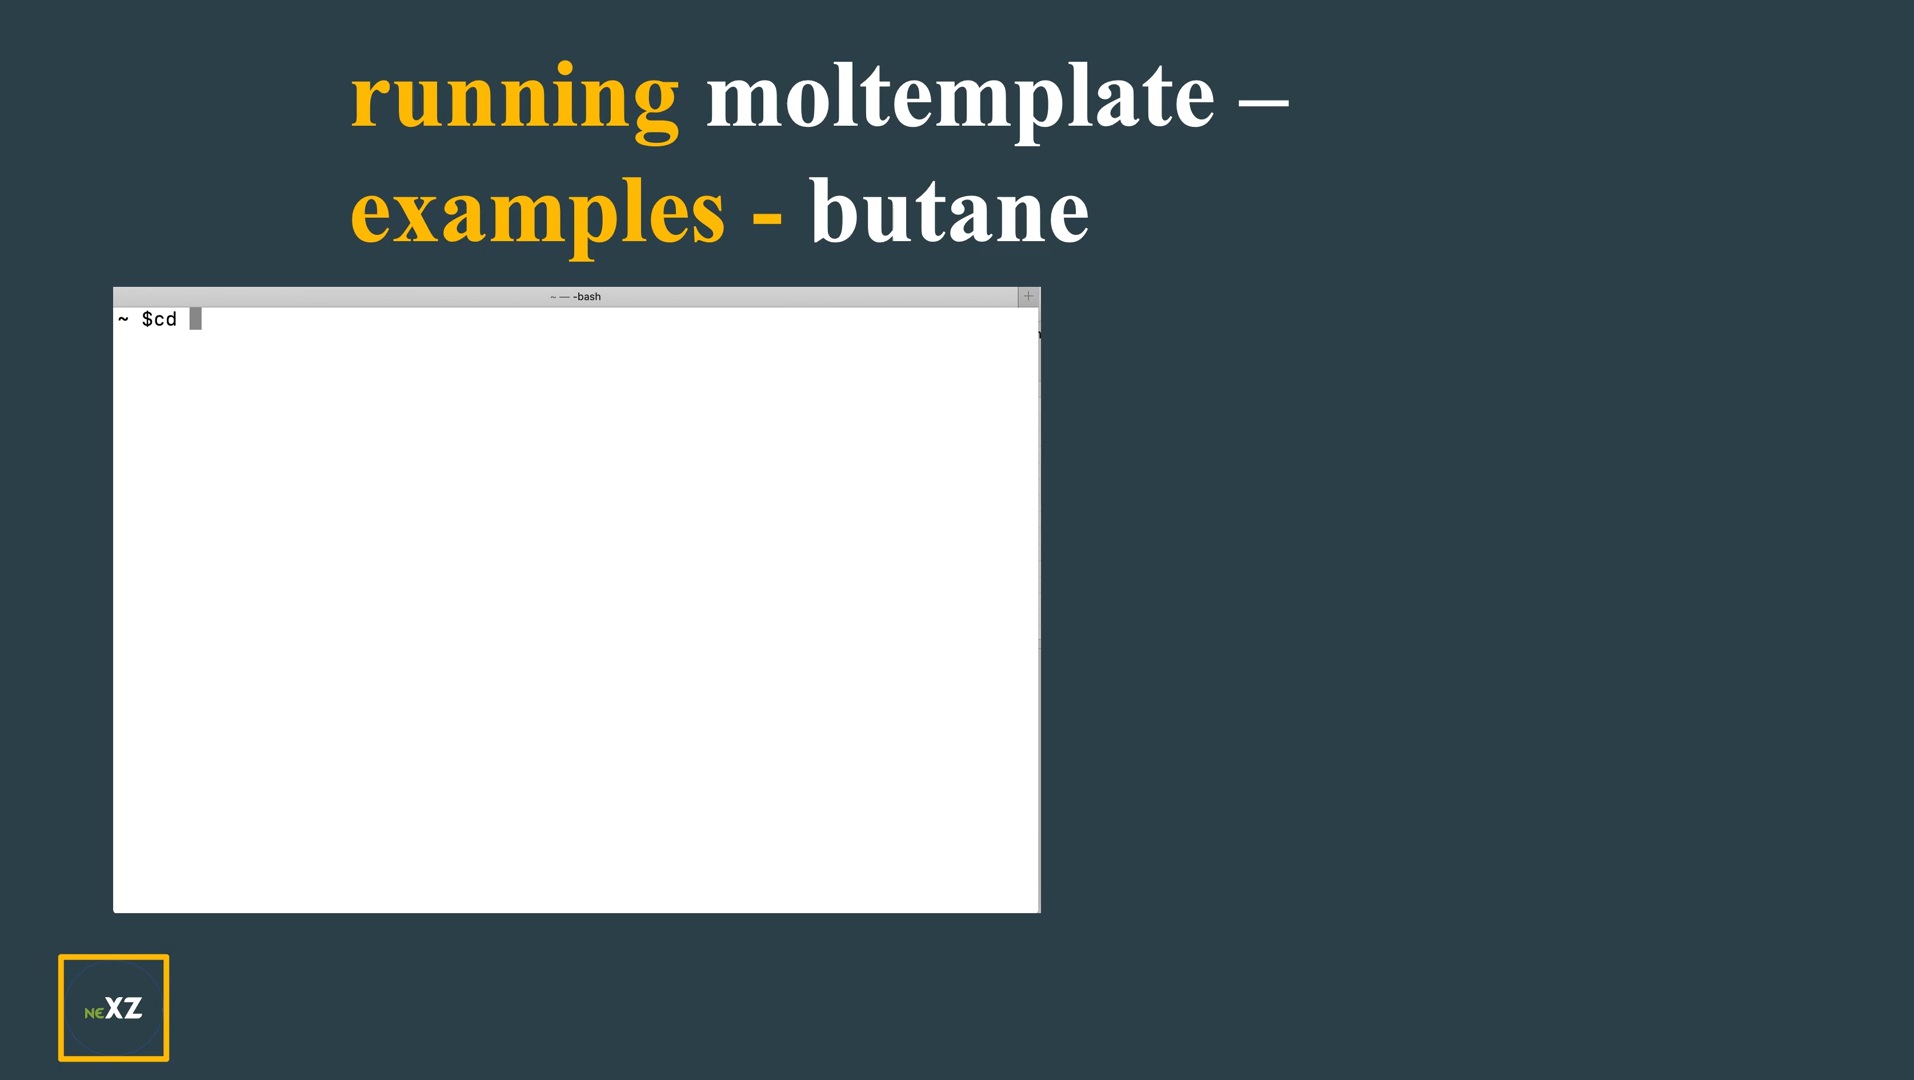 running moltemplate –
examples - butane
~ — -bash
~ $cd
neXZ